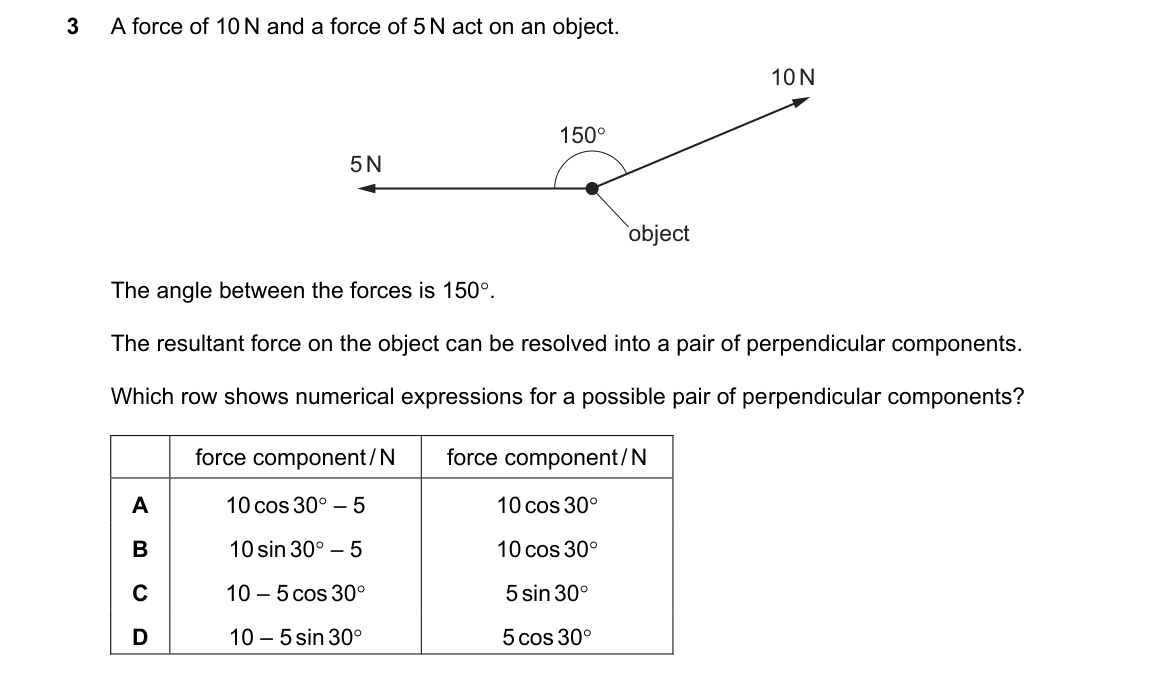 3 A force of 10 N and a force of 5 N act on an object.
10 N
150°
5 N
object
The angle between the forces is 150°.
The resultant force on the object can be resolved into a pair of perpendicular components.
Which row shows numerical expressions for a possible pair of perpendicular components?
force component / N force component / N
A 10 cos 30° – 5 10 cos 30°
B 10 sin 30° – 5 10 cos 30°
C 10 – 5 cos 30° 5 sin 30°
D 10 – 5 sin 30° 5 cos 30°